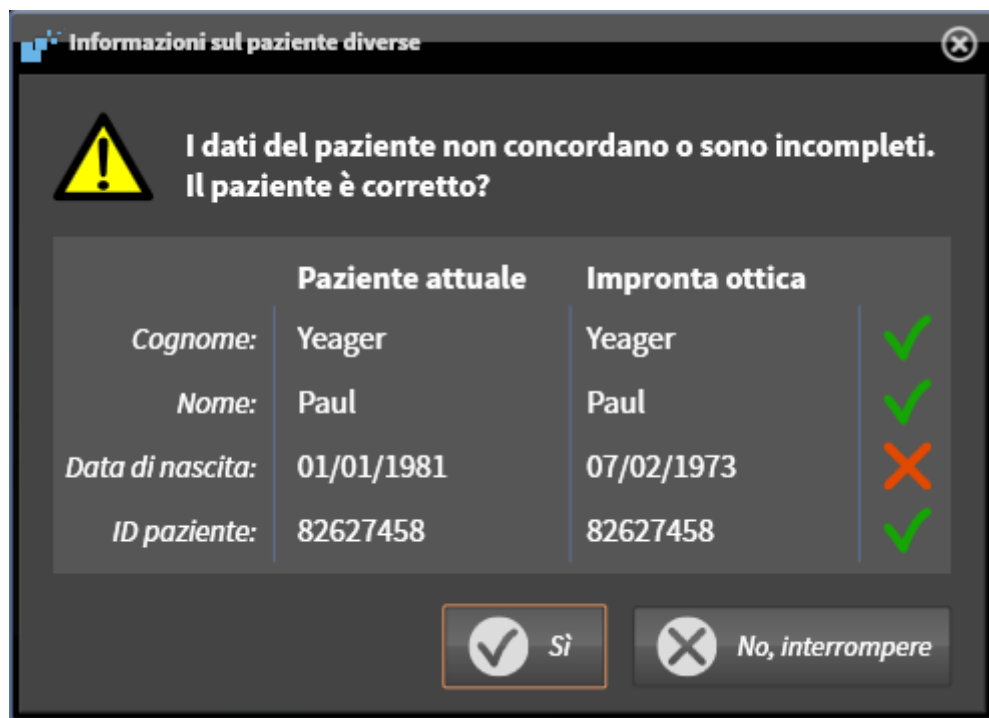 Informazioni sul paziente diverse
I dati del paziente non concordano o sono incompleti.
Il paziente è corretto?
Paziente attuale Impronta ottica
Cognome: Yeager Yeager
Nome: Paul Paul
Data di nascita: 01/01/1981 07/02/1973
ID paziente: 82627458 82627458
Sì No, interrompere